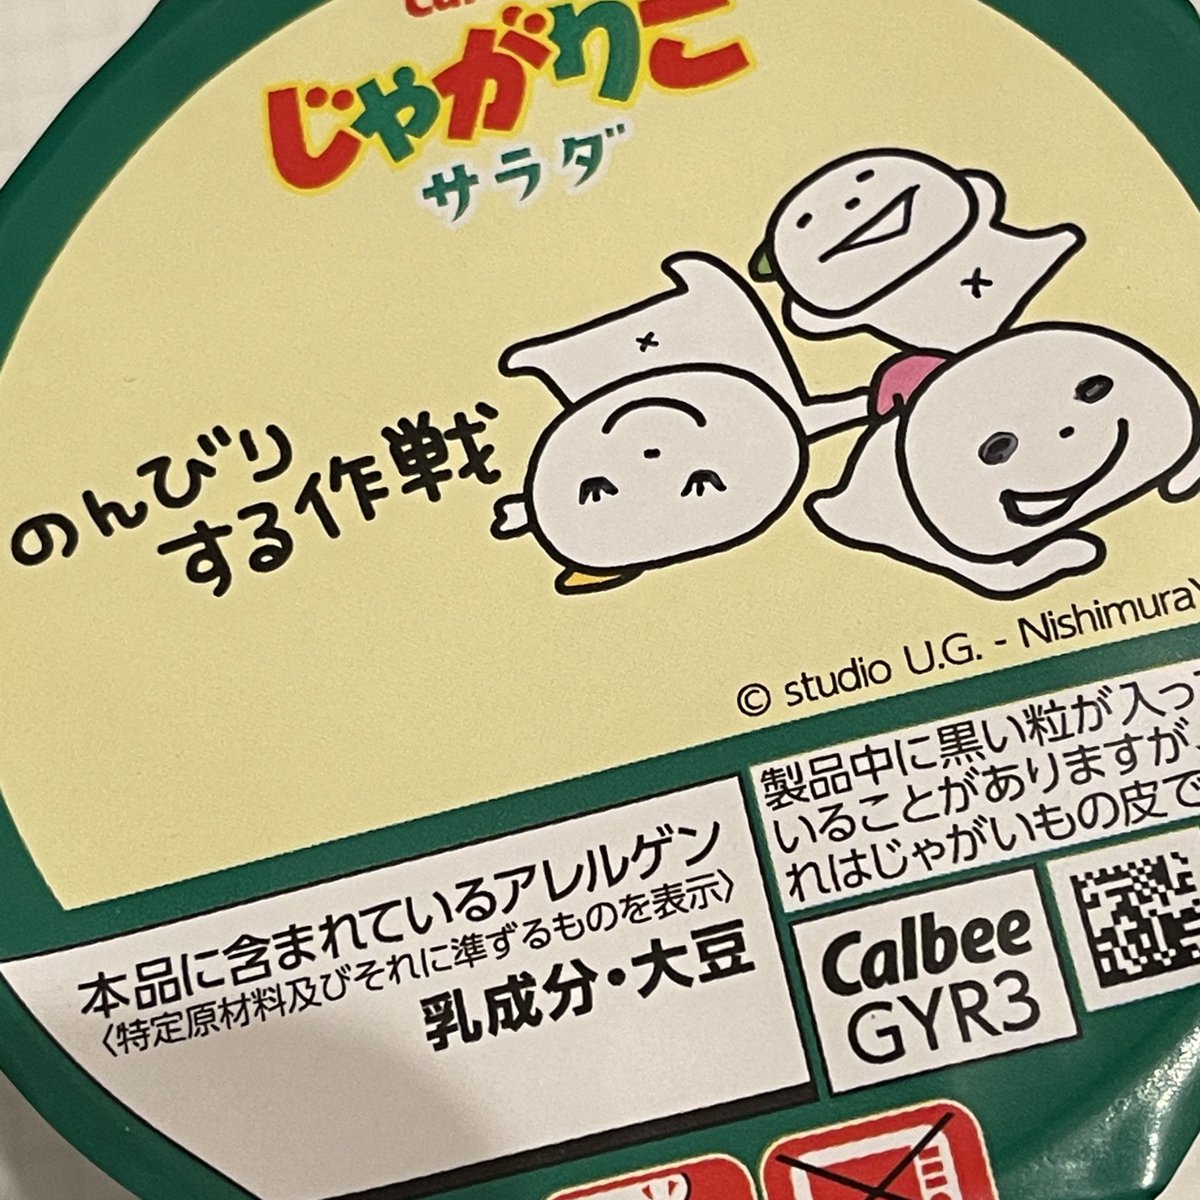 じゃがりこ
サラダ
のんびり
する作戦
© studio U.G. - Nishimura
製品中に黒い粒が入っ
いることがありますが、
れはじゃがいもの皮で
本品に含まれているアレルゲン
〈特定原材料及びそれに準ずるものを表示〉
乳成分・大豆
Calbee
GYR3